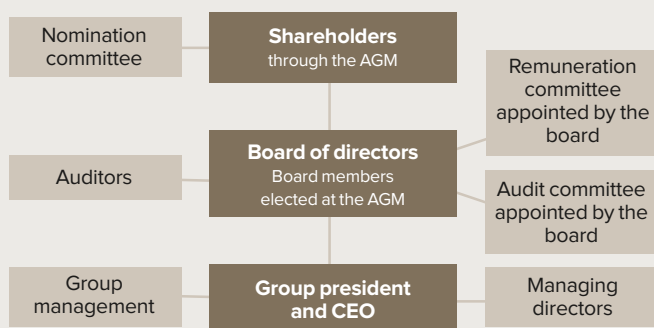 Nomination
committee
Shareholders
through the AGM
Remuneration
committee
appointed by the
board
Auditors
Board of directors
Board members
elected at the AGM
Audit committee
appointed by the
board
Group
management
Group president
and CEO
Managing
directors